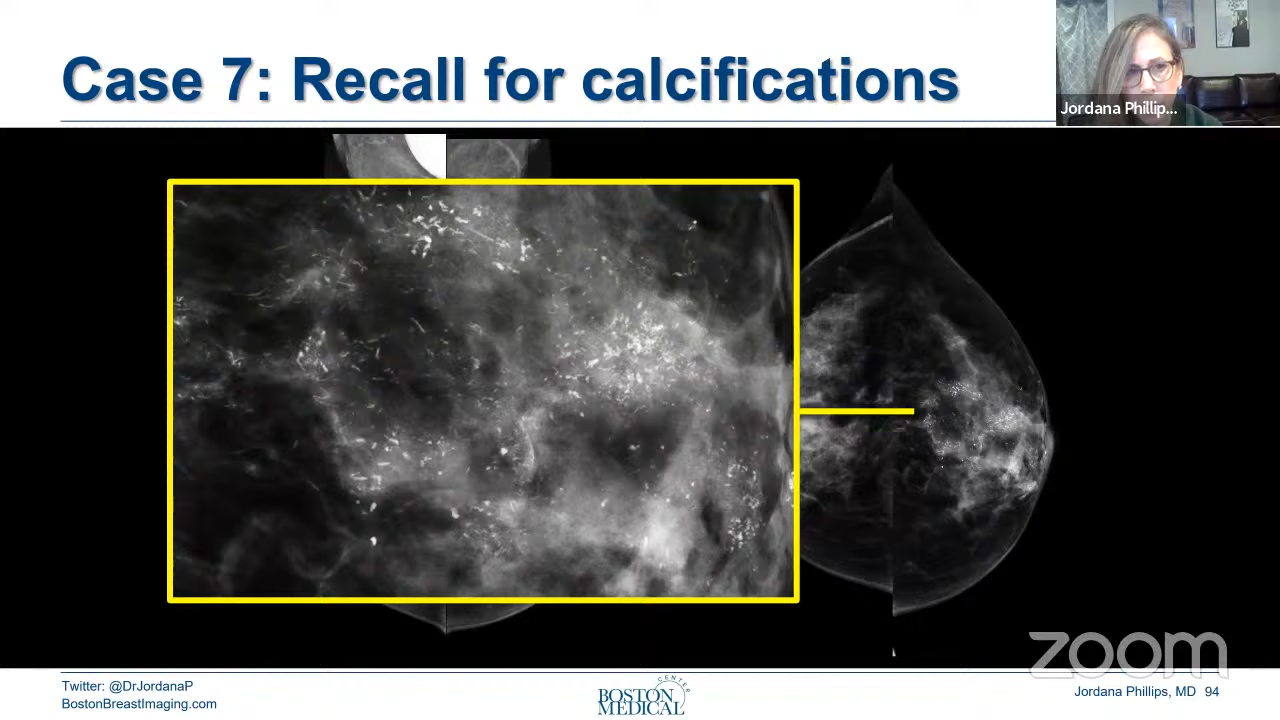 Case 7: Recall for calcifications
Jordana Phillip...
zoom
Twitter: @DrJordanaP
BostonBreastImaging.com
BOSTON
MEDICAL
CENTER
Jordana Phillips, MD 94